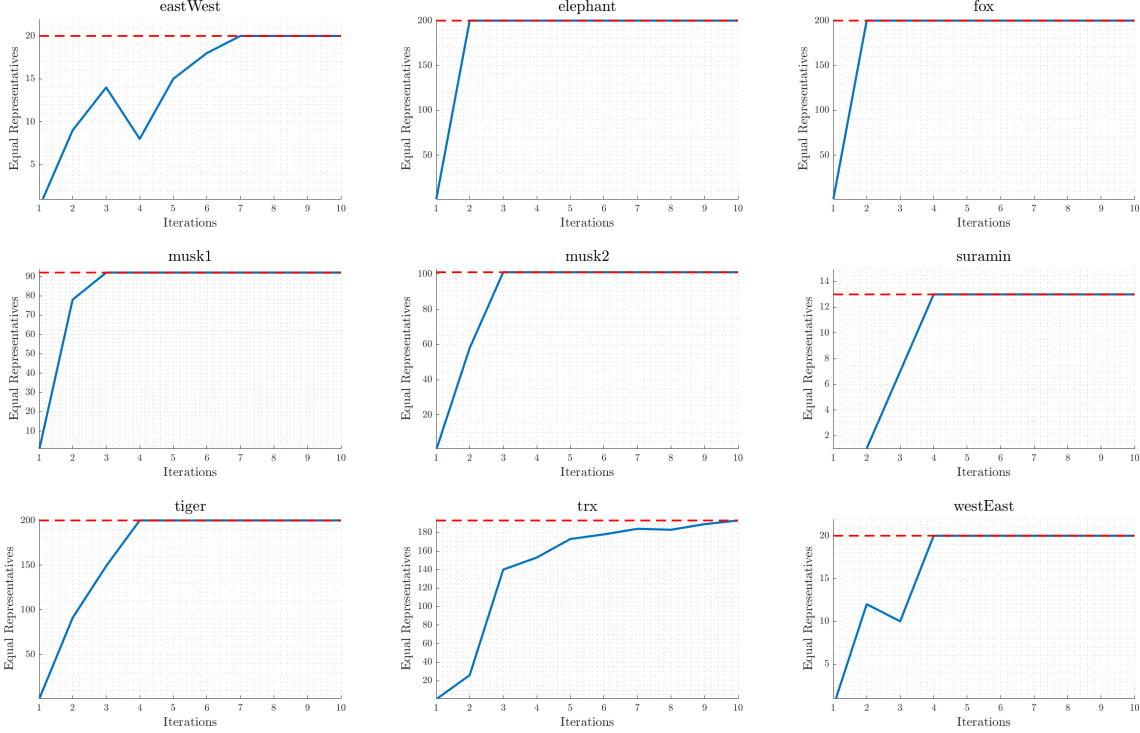 eastWest
Equal Representatives
20
15
10
5
1 2 3 4 5 6 7 8 9 10
Iterations
elephant
Equal Representatives
200
150
100
50
1 2 3 4 5 6 7 8 9 10
Iterations
fox
Equal Representatives
200
150
100
50
1 2 3 4 5 6 7 8 9 10
Iterations
musk1
Equal Representatives
90
80
70
60
50
40
30
20
10
1 2 3 4 5 6 7 8 9 10
Iterations
musk2
Equal Representatives
100
80
60
40
20
1 2 3 4 5 6 7 8 9 10
Iterations
suramin
Equal Representatives
14
12
10
8
6
4
2
1 2 3 4 5 6 7 8 9 10
Iterations
tiger
Equal Representatives
200
150
100
50
1 2 3 4 5 6 7 8 9 10
Iterations
trx
Equal Representatives
180
160
140
120
100
80
60
40
20
1 2 3 4 5 6 7 8 9 10
Iterations
westEast
Equal Representatives
20
15
10
5
1 2 3 4 5 6 7 8 9 10
Iterations